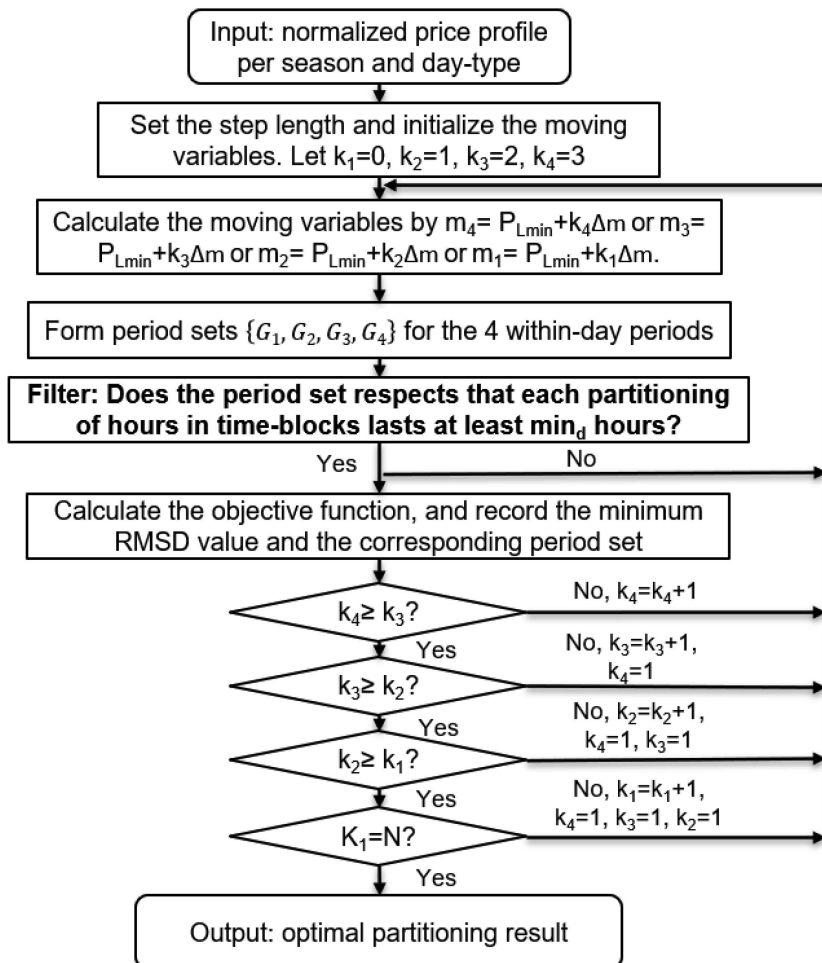 Input: normalized price profile
per season and day-type
Set the step length and initialize the moving
variables. Let k₁=0, k₂=1, k₃=2, k₄=3
Calculate the moving variables by m₄= P_Lmin+k₄Δm or m₃=
P_Lmin+k₃Δm or m₂= P_Lmin+k₂Δm or m₁= P_Lmin+k₁Δm.
Form period sets {G₁, G₂, G₃, G₄} for the 4 within-day periods
Filter: Does the period set respects that each partitioning
of hours in time-blocks lasts at least min_d hours?
Yes
No
Calculate the objective function, and record the minimum
RMSD value and the corresponding period set
k₄≥ k₃?
No, k₄=k₄+1
Yes
k₃≥ k₂?
No, k₃=k₃+1,
k₄=1
Yes
k₂≥ k₁?
No, k₂=k₂+1,
k₄=1, k₃=1
Yes
K₁=N?
No, k₁=k₁+1,
k₄=1, k₃=1, k₂=1
Yes
Output: optimal partitioning result